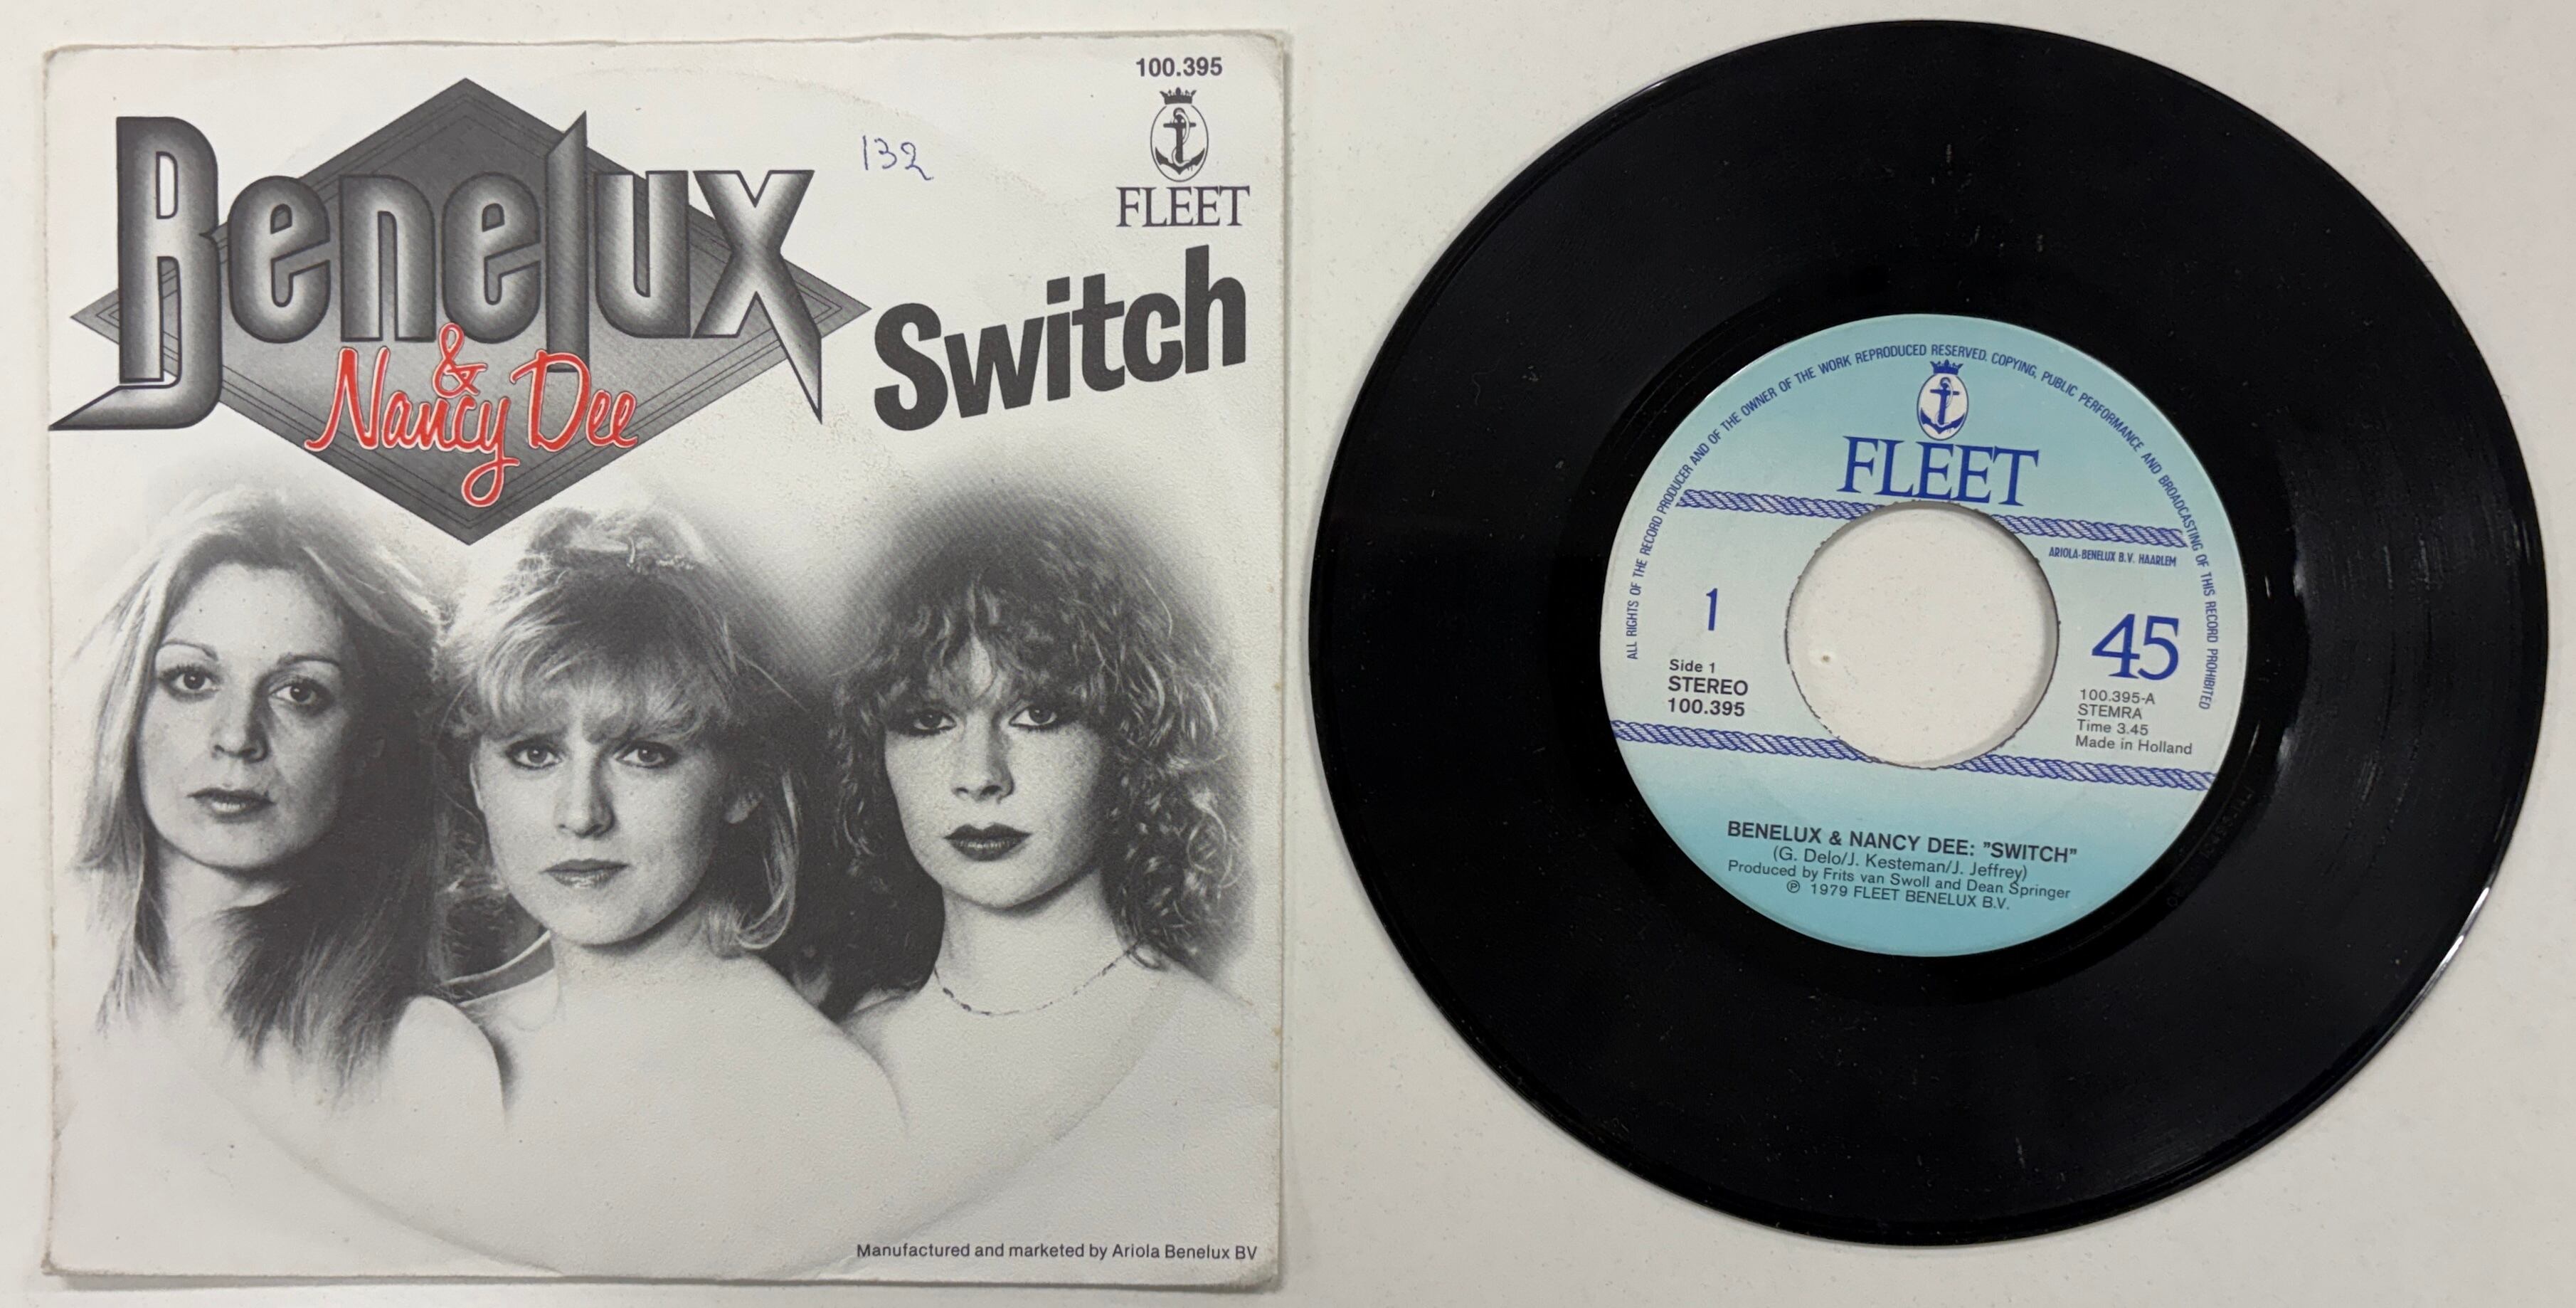 100.395
132
FLEET
Benelux
& Nancy Dee
Switch
Manufactured and marketed by Ariola Benelux BV
ALL RIGHTS OF THE RECORD PRODUCER AND OF THE OWNER OF THE WORK REPRODUCED RESERVED. COPYING, PUBLIC PERFORMANCE AND BROADCASTING OF THIS RECORD PROHIBITED
FLEET
ARIOLA-BENELUX B.V. HAARLEM
1
Side 1
STEREO
100.395
45
100.395-A
STEMRA
Time 3.45
Made in Holland
BENELUX & NANCY DEE: "SWITCH"
(G. Delo/J. Kesteman/J. Jeffrey)
Produced by Frits van Swoll and Dean Springer
℗ 1979 FLEET BENELUX B.V.